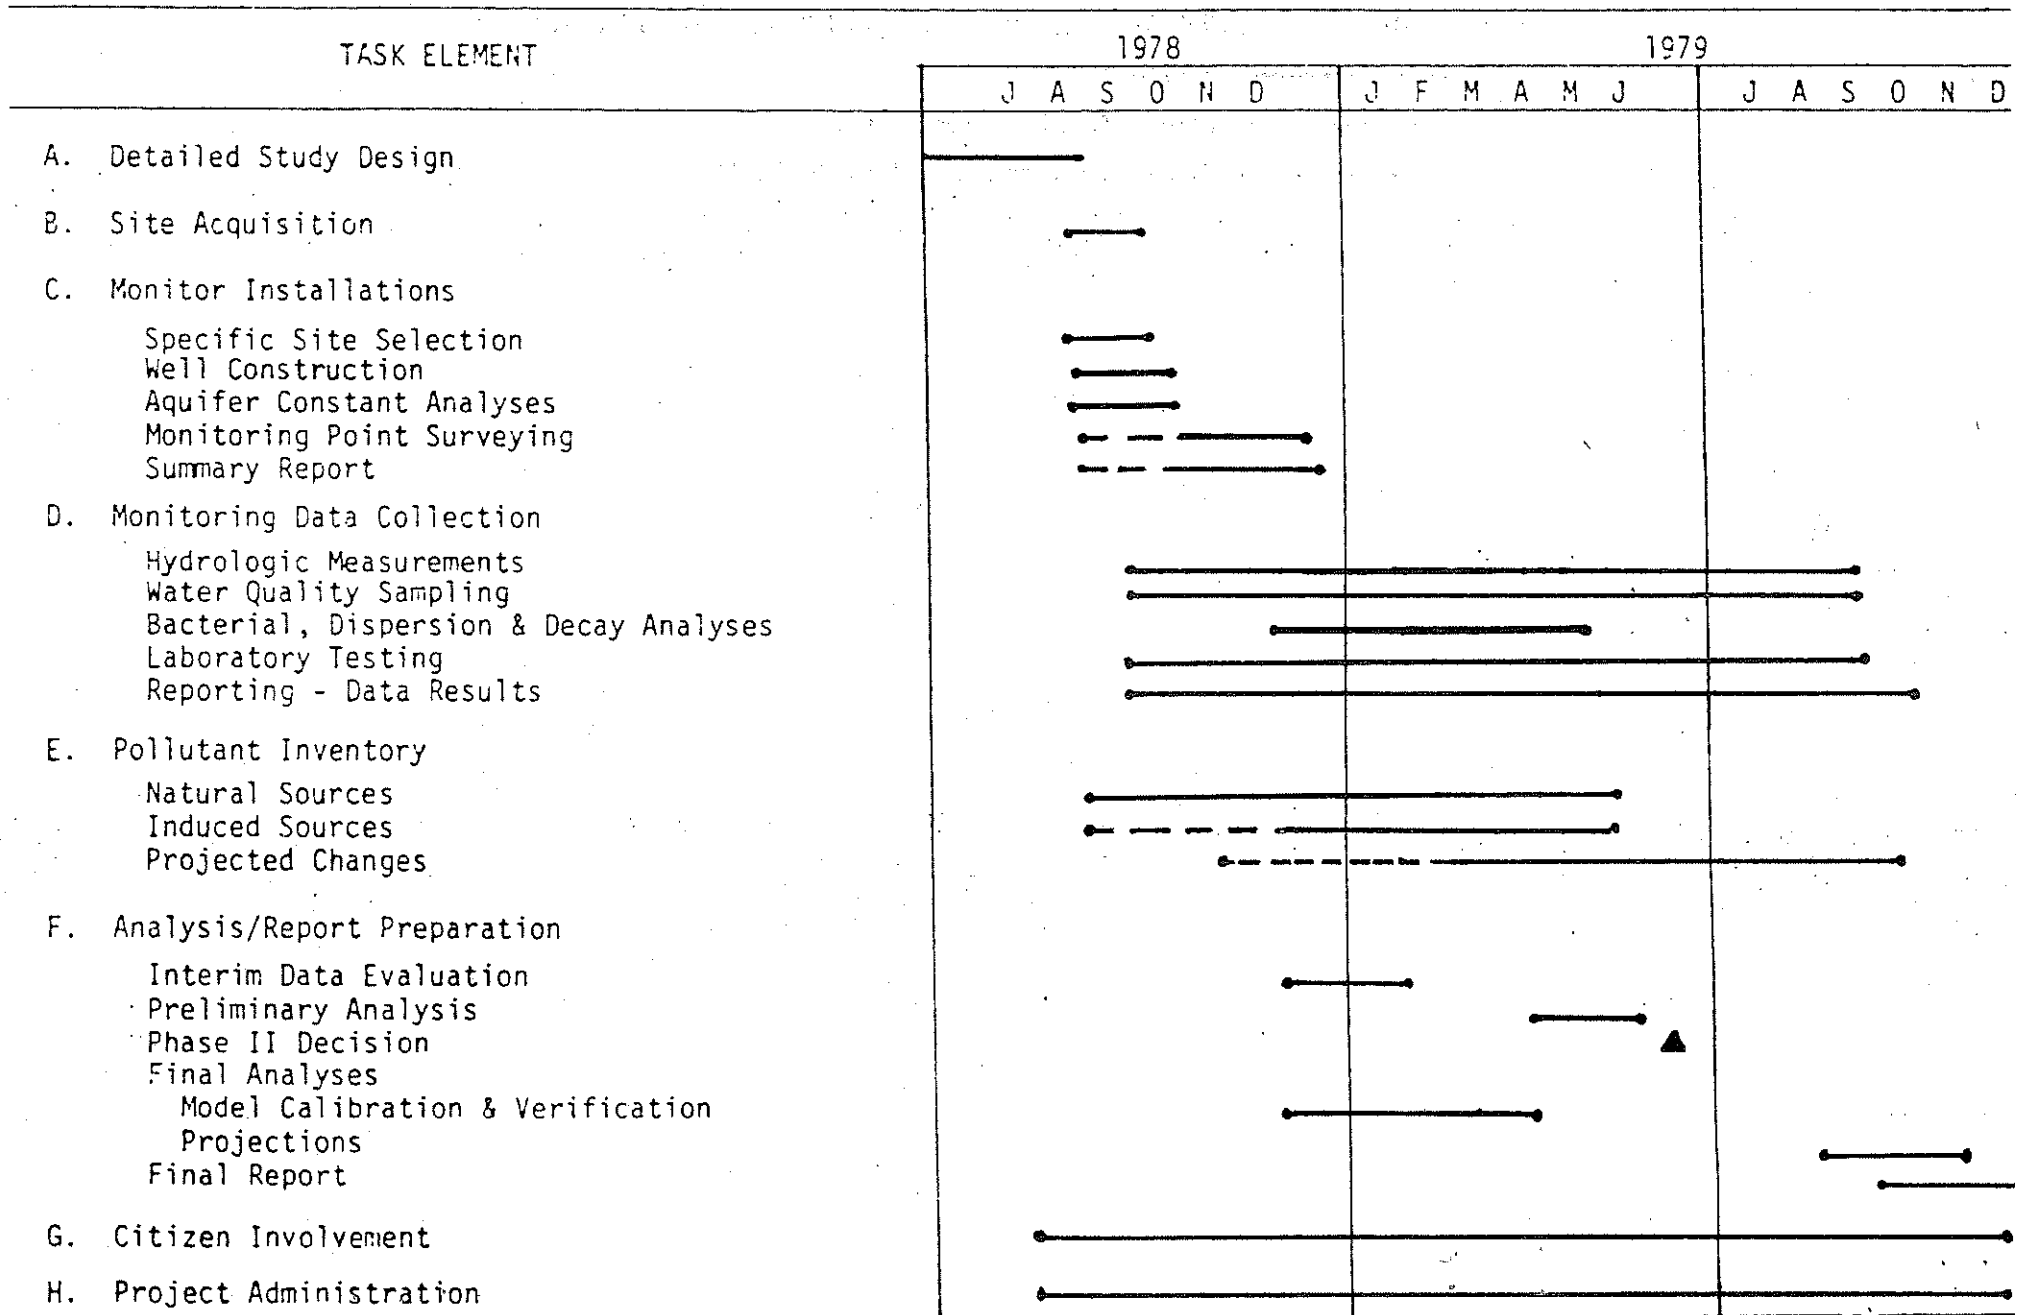 1978 1979
TASK ELEMENT
J A S O N D J F M A M J J A S O N D
A. Detailed Study Design
B. Site Acquisition
C. Monitor Installations
Specific Site Selection
Well Construction
Aquifer Constant Analyses
Monitoring Point Surveying
Summary Report
D. Monitoring Data Collection
Hydrologic Measurements
Water Quality Sampling
Bacterial, Dispersion & Decay Analyses
Laboratory Testing
Reporting - Data Results
E. Pollutant Inventory
Natural Sources
Induced Sources
Projected Changes
F. Analysis/Report Preparation
Interim Data Evaluation
Preliminary Analysis
Phase II Decision
Final Analyses
Model Calibration & Verification
Projections
Final Report
G. Citizen Involvement
H. Project Administration